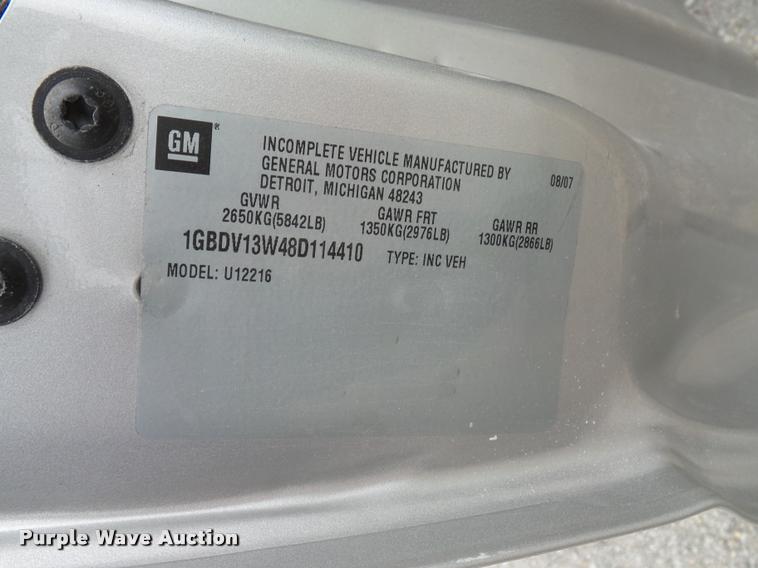 GM ®
INCOMPLETE VEHICLE MANUFACTURED BY
GENERAL MOTORS CORPORATION
DETROIT, MICHIGAN 48243
08/07
GVWR
2650KG(5842LB)
GAWR FRT
1350KG(2976LB)
GAWR RR
1300KG(2866LB)
1GBDV13W48D114410
TYPE: INC VEH
MODEL: U12216
Purple Wave Auction